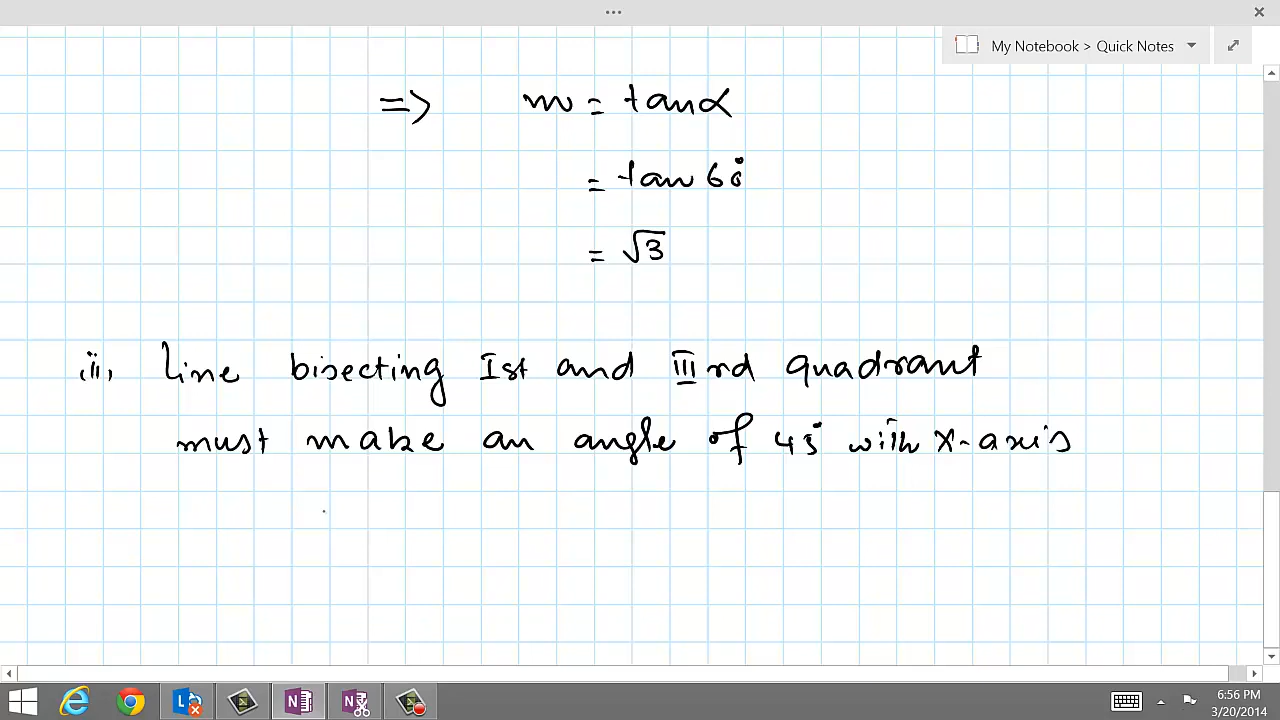 My Notebook > Quick Notes
=> m = tanα
= tan 60°
= √3
ii, Line bisecting Ist and IIIrd quadrant
must make an angle of 45° with X-axis
6:56 PM
3/20/2014